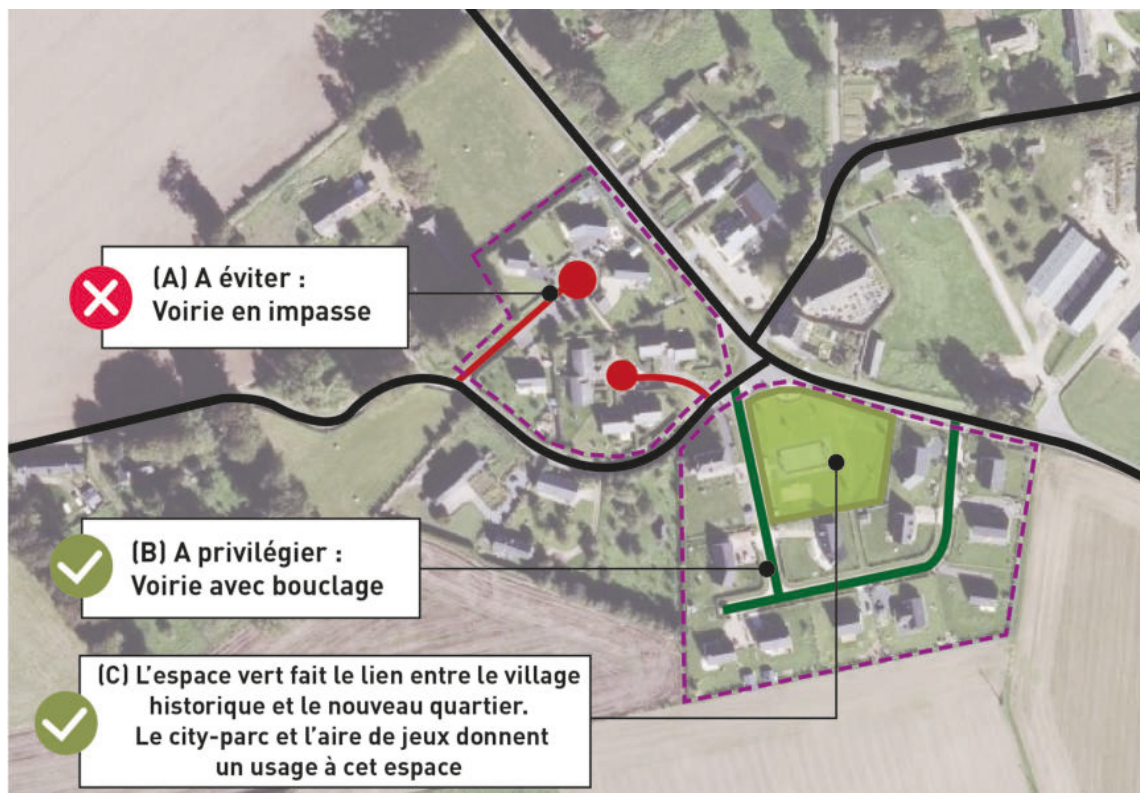 (A) A éviter :
Voirie en impasse
(B) A privilégier :
Voirie avec bouclage
(C) L'espace vert fait le lien entre le village
historique et le nouveau quartier.
Le city-parc et l'aire de jeux donnent
un usage à cet espace